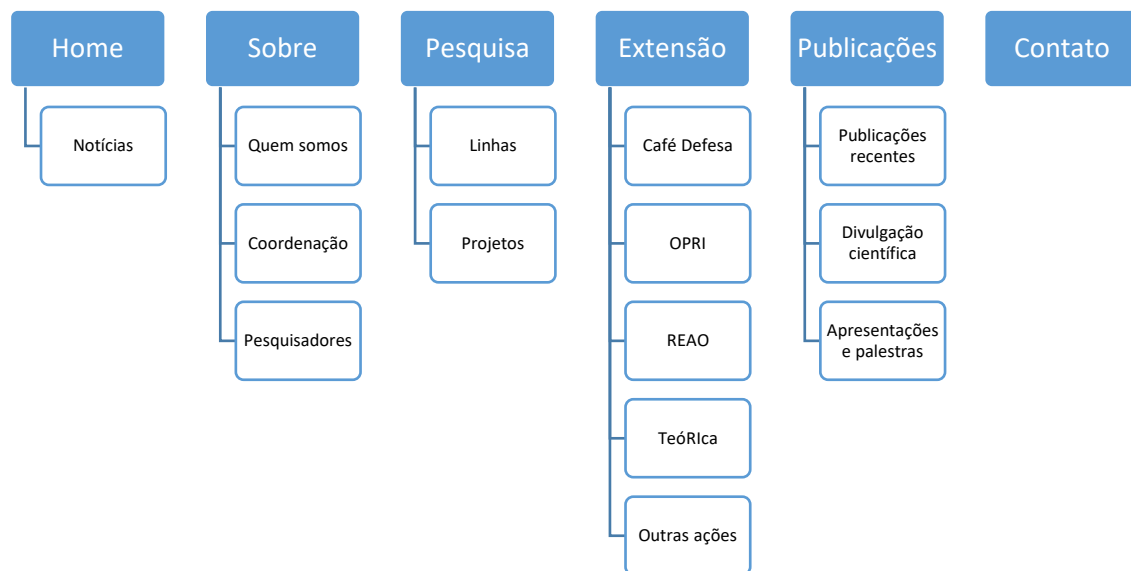 Home
Notícias
Sobre
Quem somos
Coordenação
Pesquisadores
Pesquisa
Linhas
Projetos
Extensão
Café Defesa
OPRI
REAO
TeóRIca
Outras ações
Publicações
Publicações
recentes
Divulgação
científica
Apresentações
e palestras
Contato